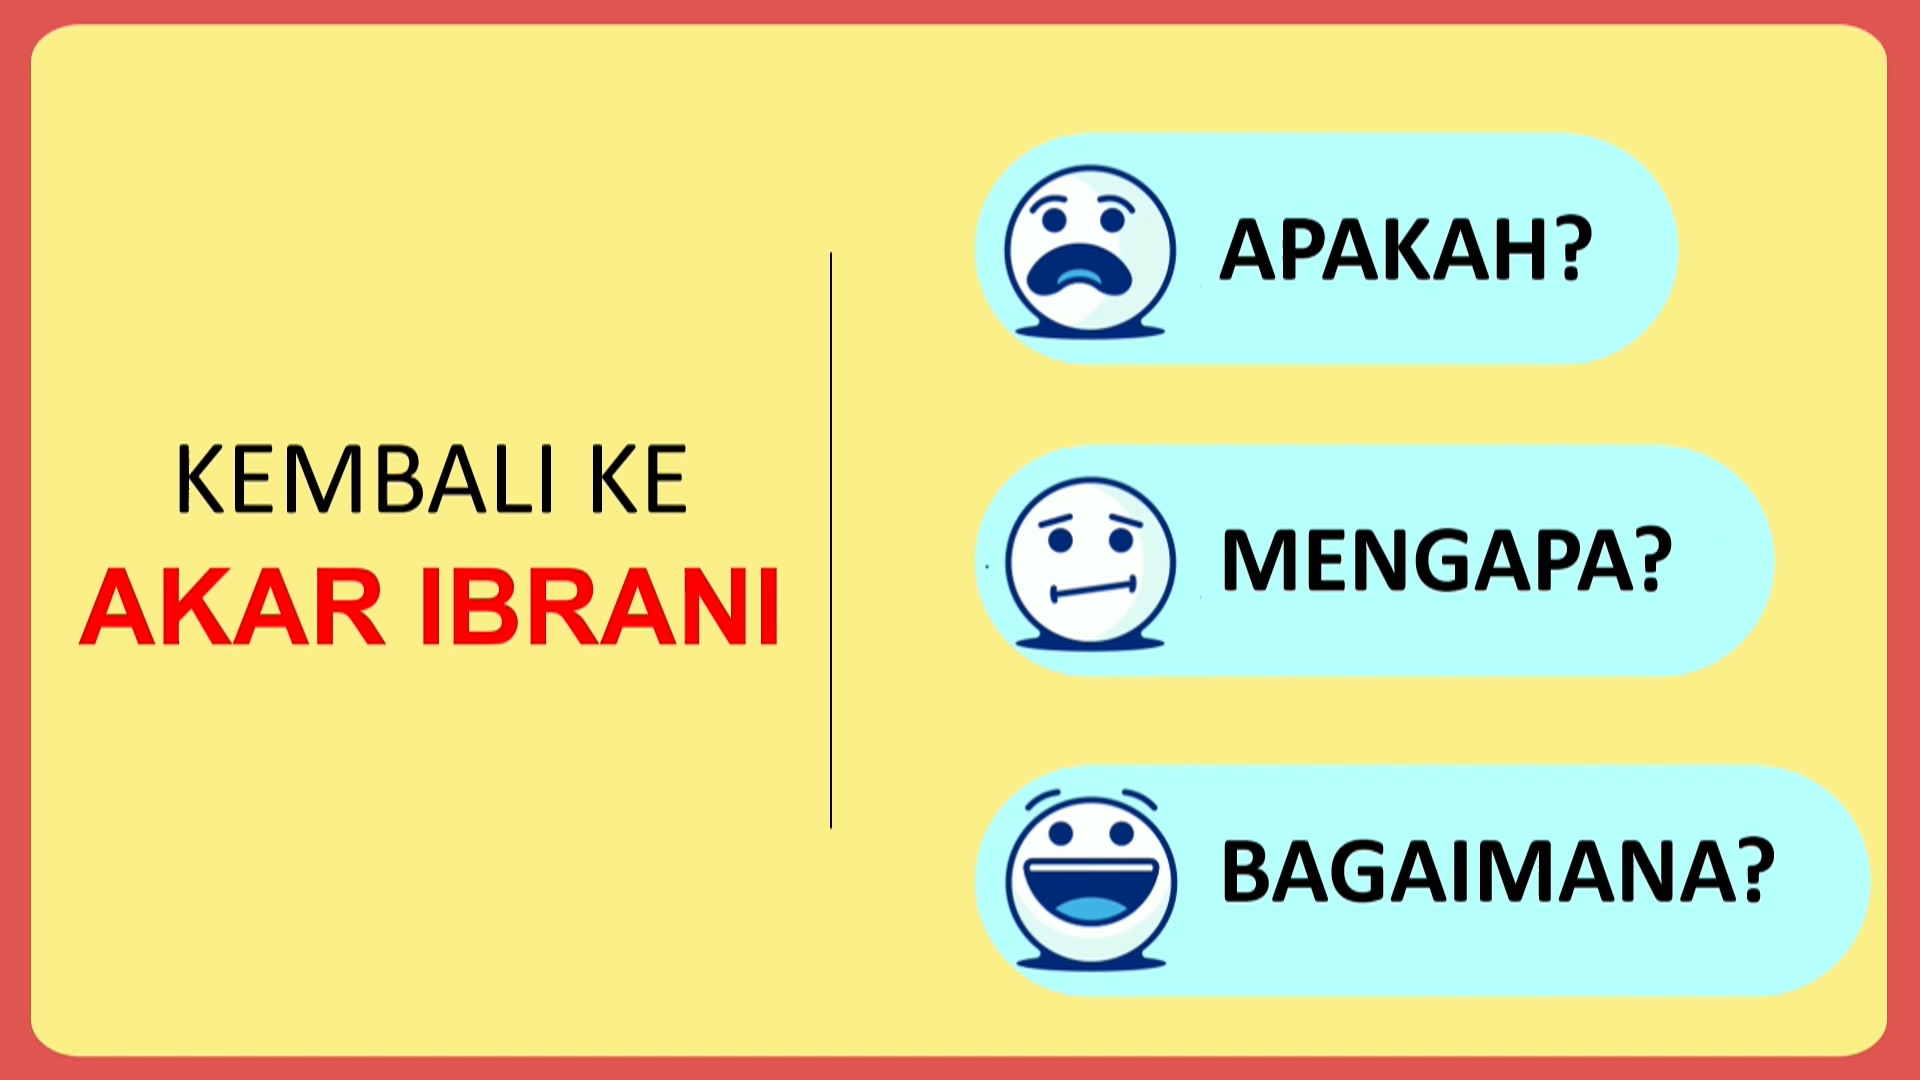 KEMBALI KE
AKAR IBRANI
APAKAH?
MENGAPA?
BAGAIMANA?